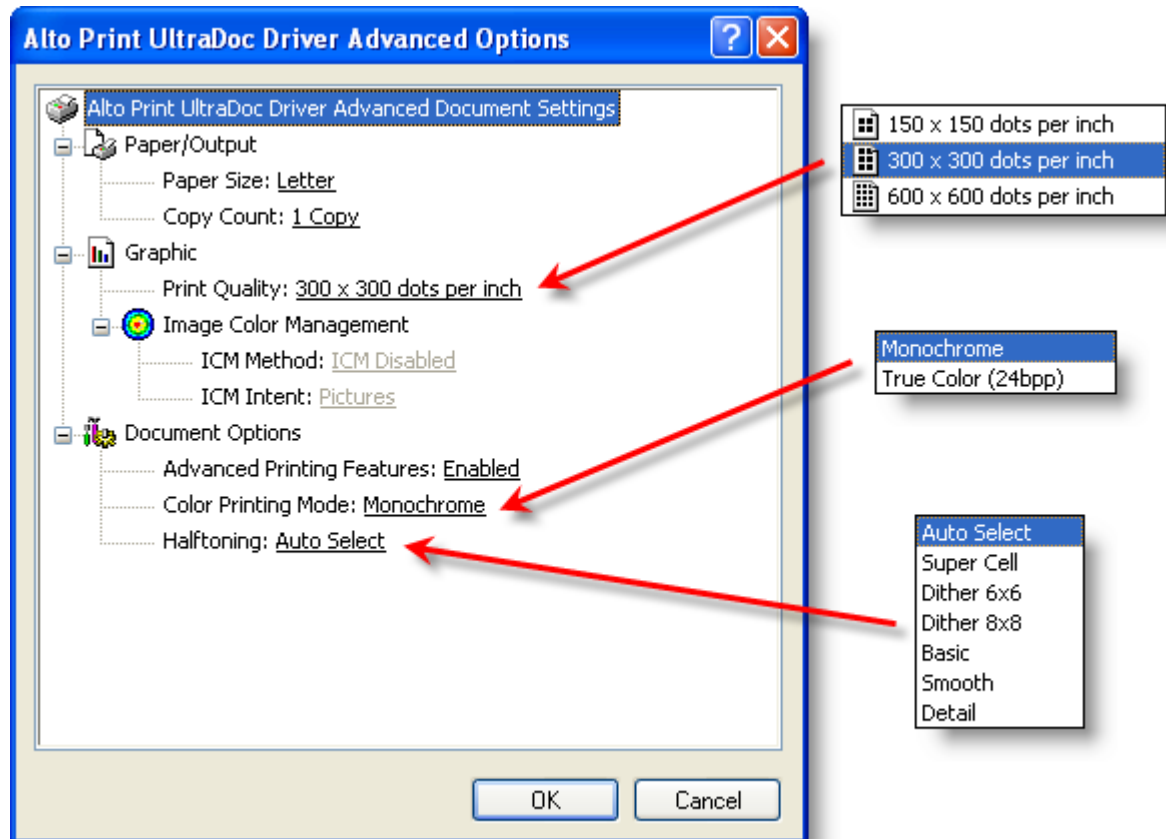 Alto Print UltraDoc Driver Advanced Options
Alto Print UltraDoc Driver Advanced Document Settings
Paper/Output
Paper Size: Letter
Copy Count: 1 Copy
Graphic
Print Quality: 300 x 300 dots per inch
Image Color Management
ICM Method: ICM Disabled
ICM Intent: Pictures
Document Options
Advanced Printing Features: Enabled
Color Printing Mode: Monochrome
Halftoning: Auto Select
OK
Cancel
150 x 150 dots per inch
300 x 300 dots per inch
600 x 600 dots per inch
Monochrome
True Color (24bpp)
Auto Select
Super Cell
Dither 6x6
Dither 8x8
Basic
Smooth
Detail